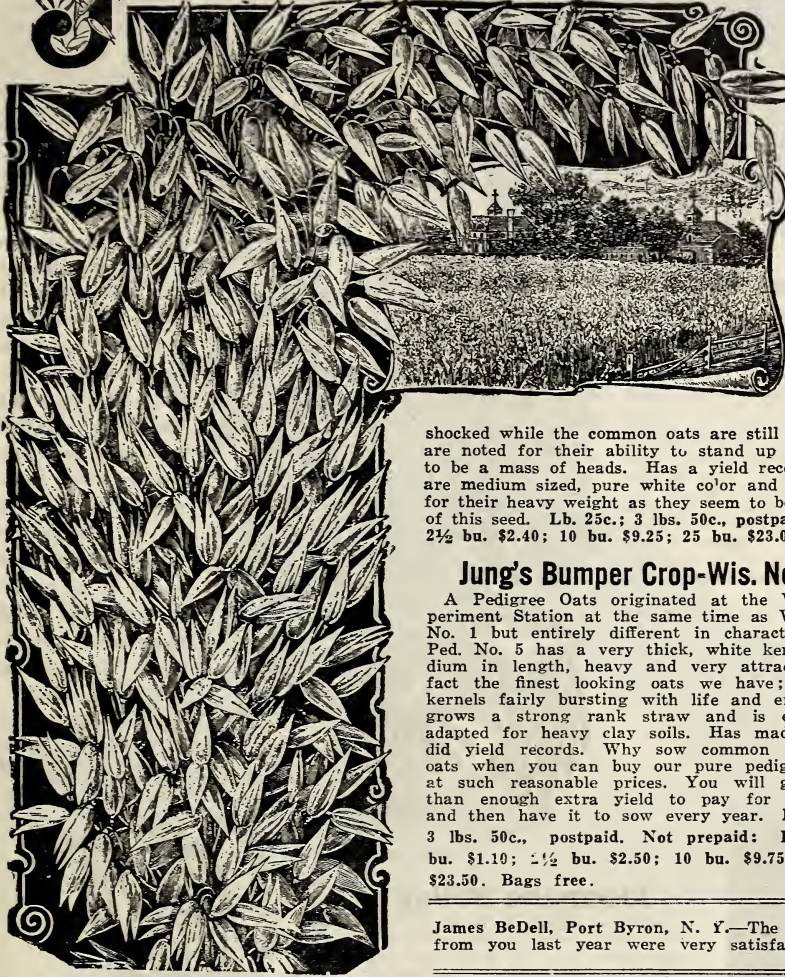 shocked while the common oats are still
are noted for their ability to stand up
to be a mass of heads. Has a yield rec
are medium sized, pure white color and
for their heavy weight as they seem to b
of this seed. Lb. 25c.; 3 lbs. 50c., postpa
2½ bu. $2.40; 10 bu. $9.25; 25 bu. $23.0
Jung's Bumper Crop-Wis. N
A Pedigree Oats originated at the
periment Station at the same time as
No. 1 but entirely different in charact
Ped. No. 5 has a very thick, white ker
dium in length, heavy and very attrac
fact the finest looking oats we have;
kernels fairly bursting with life and e
grows a strong rank straw and is e
adapted for heavy clay soils. Has mad
did yield records. Why sow common
oats when you can buy our pure pedig
at such reasonable prices. You will g
than enough extra yield to pay for
and then have it to sow every year.
3 lbs. 50c., postpaid. Not prepaid:
bu. $1.10; 2½ bu. $2.50; 10 bu. $9.75
$23.50. Bags free.
James BeDell, Port Byron, N. Y.—The
from you last year were very satisfa